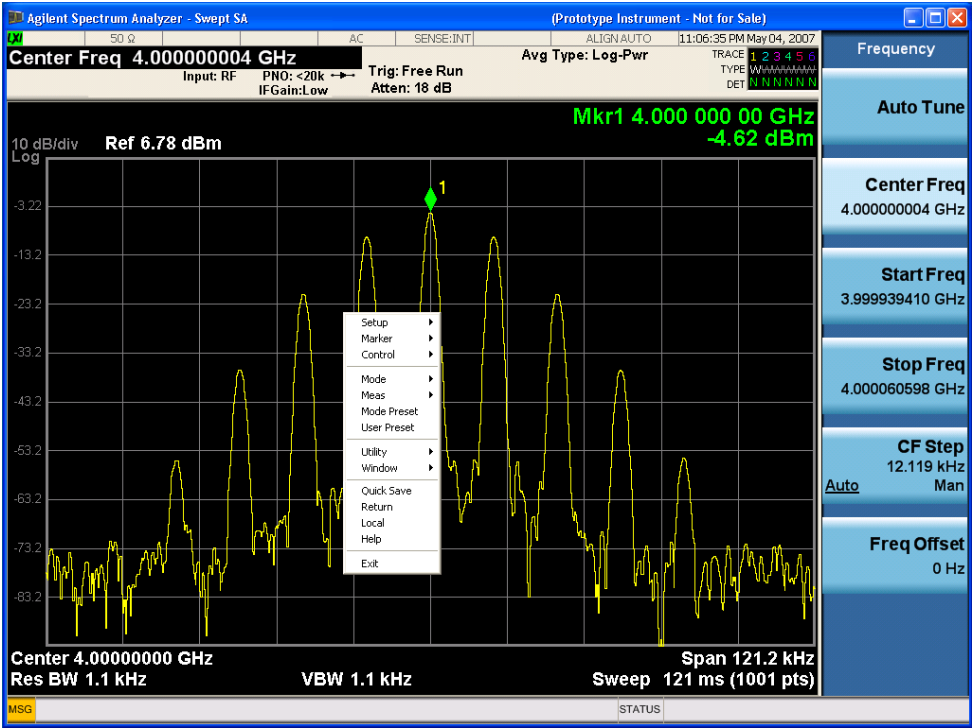 Agilent Spectrum Analyzer - Swept SA
(Prototype Instrument - Not for Sale)
LXI
50 Ω
AC
SENSE:INT
ALIGN AUTO
11:06:35 PM May 04, 2007
Center Freq 4.000000004 GHz
Input: RF
PNO: <20k
IFGain:Low
Trig: Free Run
Atten: 18 dB
Avg Type: Log-Pwr
TRACE 1 2 3 4 5 6
TYPE WWWWWW
DET N N N N N N
Mkr1 4.000 000 00 GHz
-4.62 dBm
10 dB/div
Log
Ref 6.78 dBm
1
-3.22
-13.2
-23.2
-33.2
-43.2
-53.2
-63.2
-73.2
-83.2
Setup
Marker
Control
Mode
Meas
Mode Preset
User Preset
Utility
Window
Quick Save
Return
Local
Help
Exit
Center 4.00000000 GHz
Span 121.2 kHz
Res BW 1.1 kHz
VBW 1.1 kHz
Sweep 121 ms (1001 pts)
MSG
STATUS
Frequency
Auto Tune
Center Freq
4.000000004 GHz
Start Freq
3.999939410 GHz
Stop Freq
4.000060598 GHz
CF Step
12.119 kHz
Auto Man
Freq Offset
0 Hz